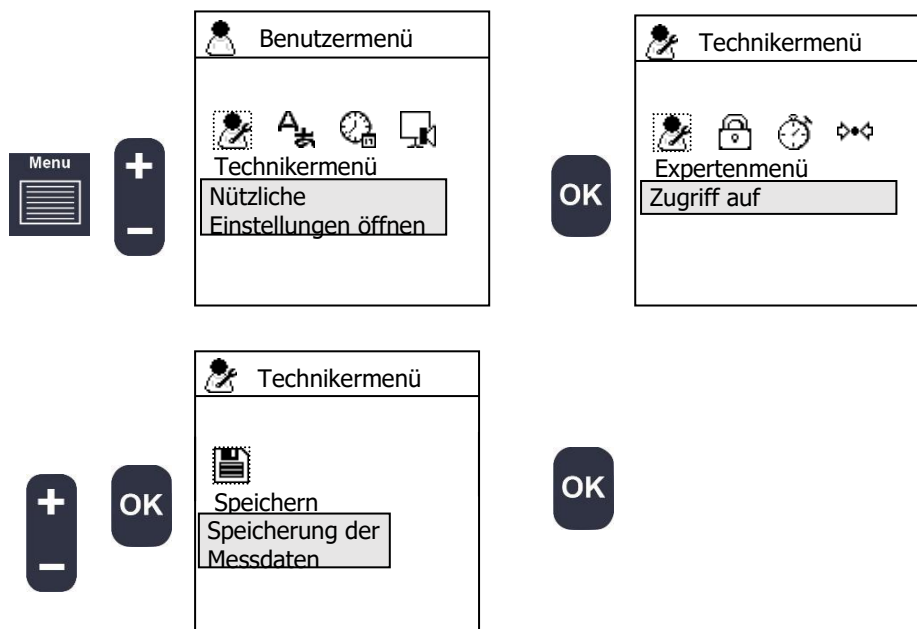 Benutzermenü
Technikermenü
Menu
+
−
Technikermenü
Nützliche
Einstellungen öffnen
OK
Expertenmenü
Zugriff auf
Technikermenü
+
−
OK
Speichern
Speicherung der
Messdaten
OK